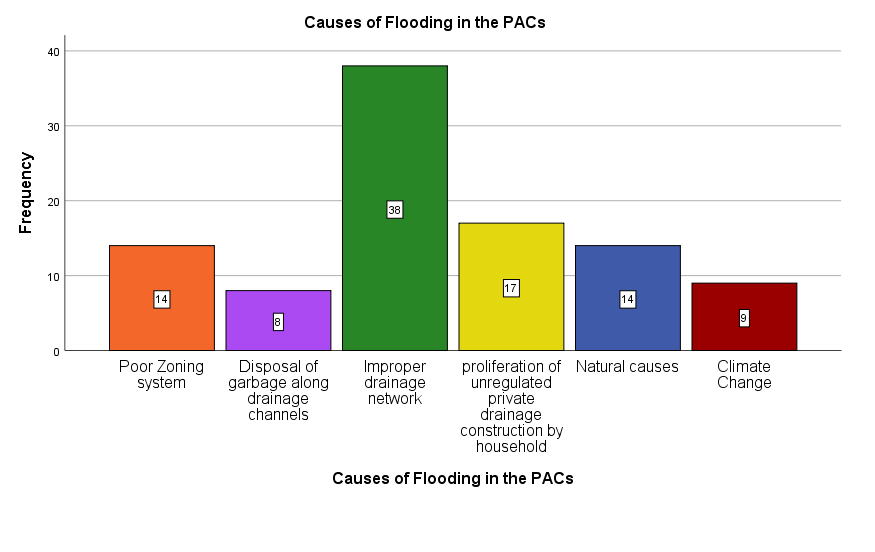 Causes of Flooding in the PACs
40
30
20
10
0
Frequency
14
8
38
17
14
9
Poor Zoning
system
Disposal of
garbage along
drainage
channels
Improper
drainage
network
proliferation of
unregulated
private
drainage
construction by
household
Natural causes
Climate
Change
Causes of Flooding in the PACs